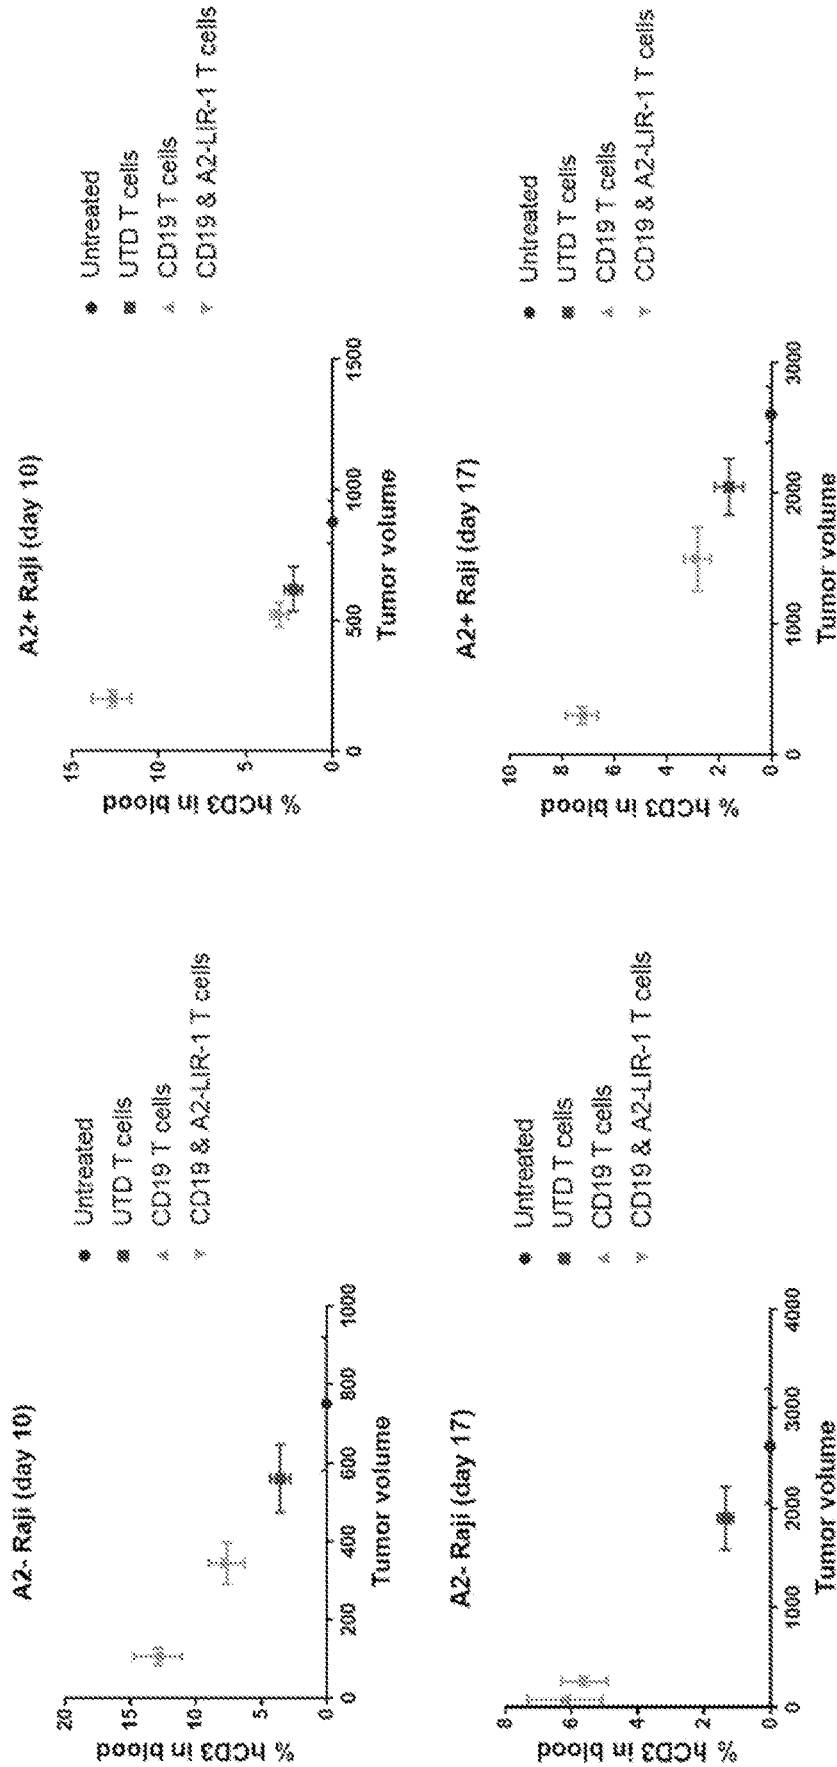 A2- Raji (day 10)
% hCD3 in blood
20
15
10
5
0
0 200 400 600 800 1000
Tumor volume
Untreated
UTD T cells
CD19 T cells
CD19 & A2-LIR-1 T cells
A2+ Raji (day 10)
% hCD3 in blood
15
10
5
0
0 500 1000 1500
Tumor volume
Untreated
UTD T cells
CD19 T cells
CD19 & A2-LIR-1 T cells
A2- Raji (day 17)
% hCD3 in blood
8
6
4
2
0
0 1000 2000 3000 4000
Tumor volume
Untreated
UTD T cells
CD19 T cells
CD19 & A2-LIR-1 T cells
A2+ Raji (day 17)
% hCD3 in blood
10
8
6
4
2
0
0 1000 2000 3000
Tumor volume
Untreated
UTD T cells
CD19 T cells
CD19 & A2-LIR-1 T cells